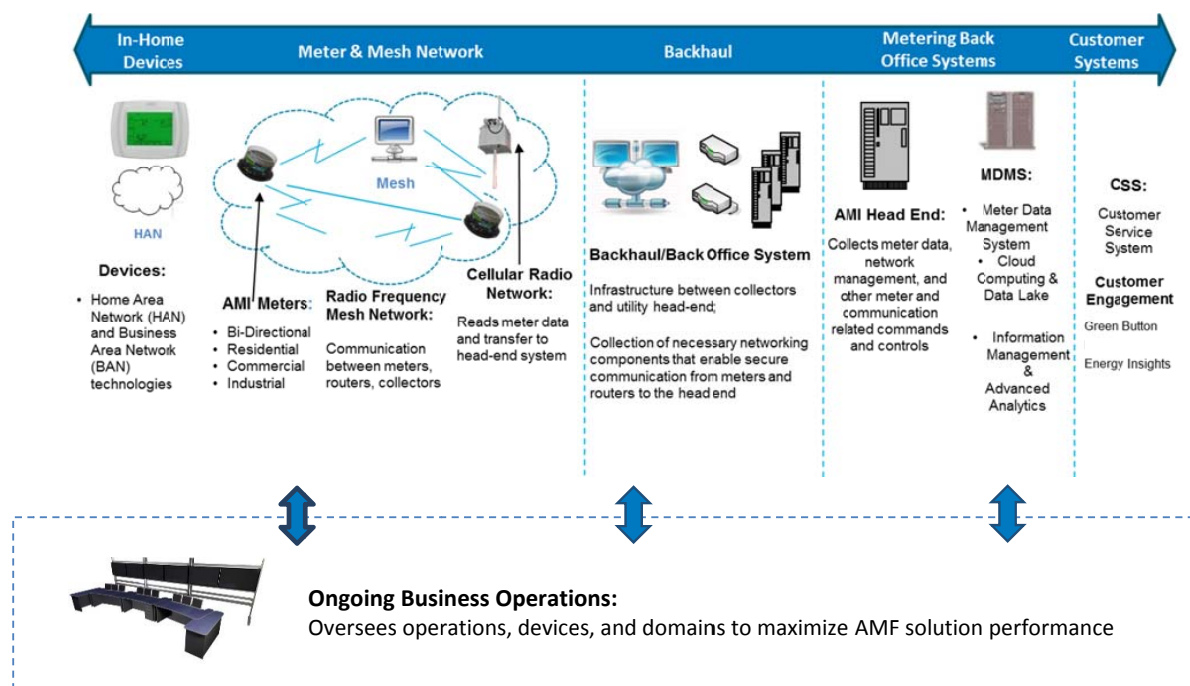 In-Home
Devices
Meter & Mesh Network
Backhaul
Metering Back
Office Systems
Customer
Systems
HAN
Devices:
• Home Area
Network (HAN)
and Business
Area Network
(BAN)
technologies
Mesh
AMI Meters:
• Bi-Directional
• Residential
• Commercial
• Industrial
Radio Frequency
Mesh Network:
Communication
between meters,
routers, collectors
Cellular Radio
Network:
Reads meter data
and transfer to
head-end system
Backhaul/Back Office System
Infrastructure between collectors
and utility head-end;
Collection of necessary networking
components that enable secure
communication from meters and
routers to the head end
AMI Head End:
Collects meter data,
network
management, and
other meter and
communication
related commands
and controls
MDMS:
• Meter Data
Management
System
• Cloud
Computing &
Data Lake
• Information
Management
&
Advanced
Analytics
CSS:
Customer
Service
System
Customer
Engagement
Green Button
Energy Insights
Ongoing Business Operations:
Oversees operations, devices, and domains to maximize AMF solution performance